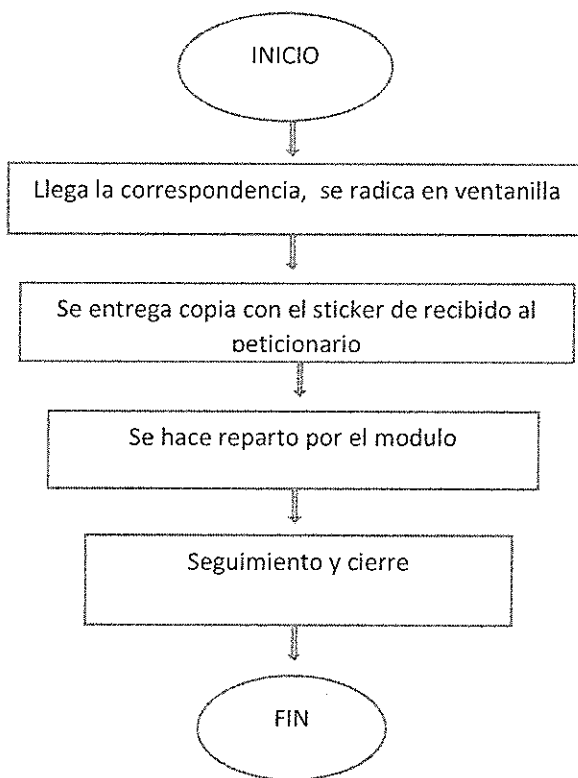 INICIO
Llega la correspondencia, se radica en ventanilla
Se entrega copia con el sticker de recibido al
peticionario
Se hace reparto por el modulo
Seguimiento y cierre
FIN